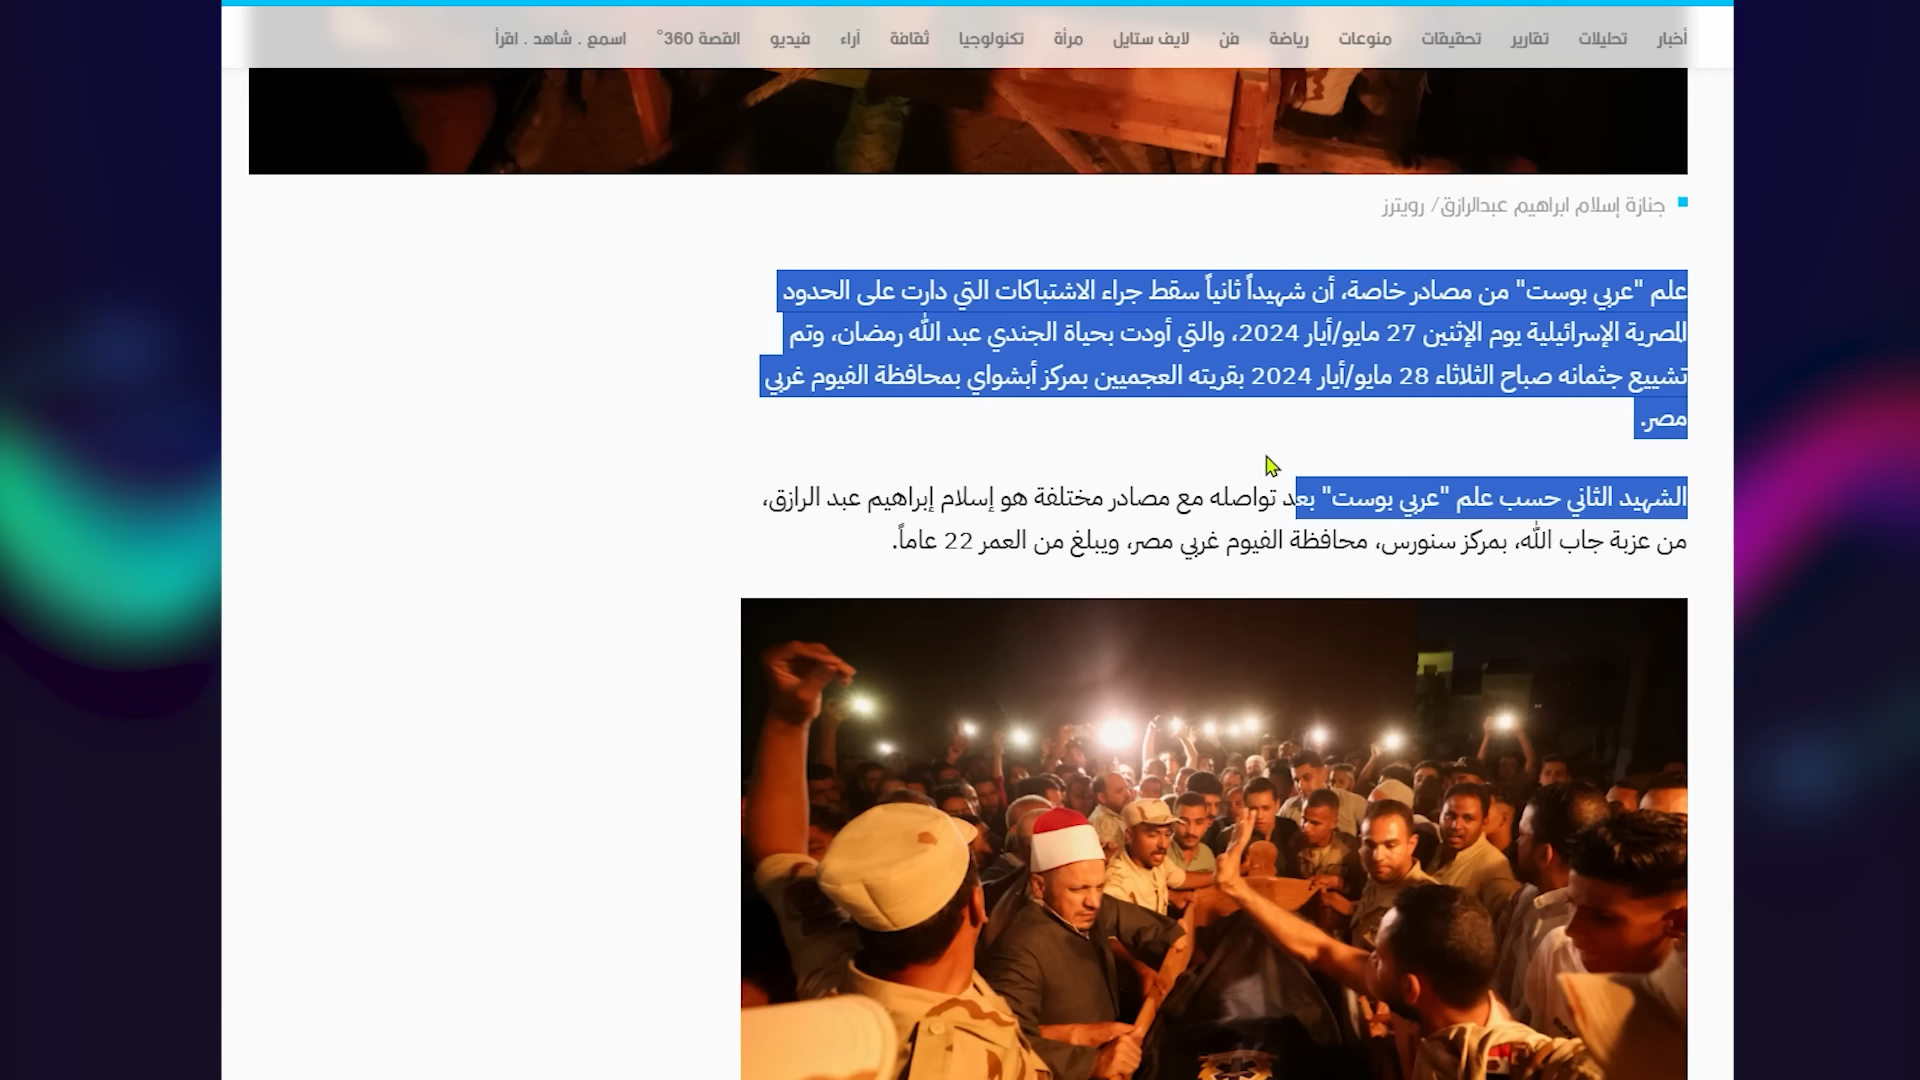 أخبار تحليلات تقارير تحقيقات منوعات رياضة فن لايف ستايل مرأة تكنولوجيا ثقافة آراء فيديو القصة 360° اسمع . شاهد . اقرأ
جنازة إسلام ابراهيم عبدالرازق/ رويترز
علم "عربي بوست" من مصادر خاصة، أن شهيداً ثانياً سقط جراء الاشتباكات التي دارت على الحدود
المصرية الإسرائيلية يوم الإثنين 27 مايو/أيار 2024، والتي أودت بحياة الجندي عبد الله رمضان، وتم
تشييع جثمانه صباح الثلاثاء 28 مايو/أيار 2024 بقريته العجميين بمركز أبشواي بمحافظة الفيوم غربي
مصر.
الشهيد الثاني حسب علم "عربي بوست" بعد تواصله مع مصادر مختلفة هو إسلام إبراهيم عبد الرازق،
من عزبة جاب الله، بمركز سنورس، محافظة الفيوم غربي مصر، ويبلغ من العمر 22 عاماً.